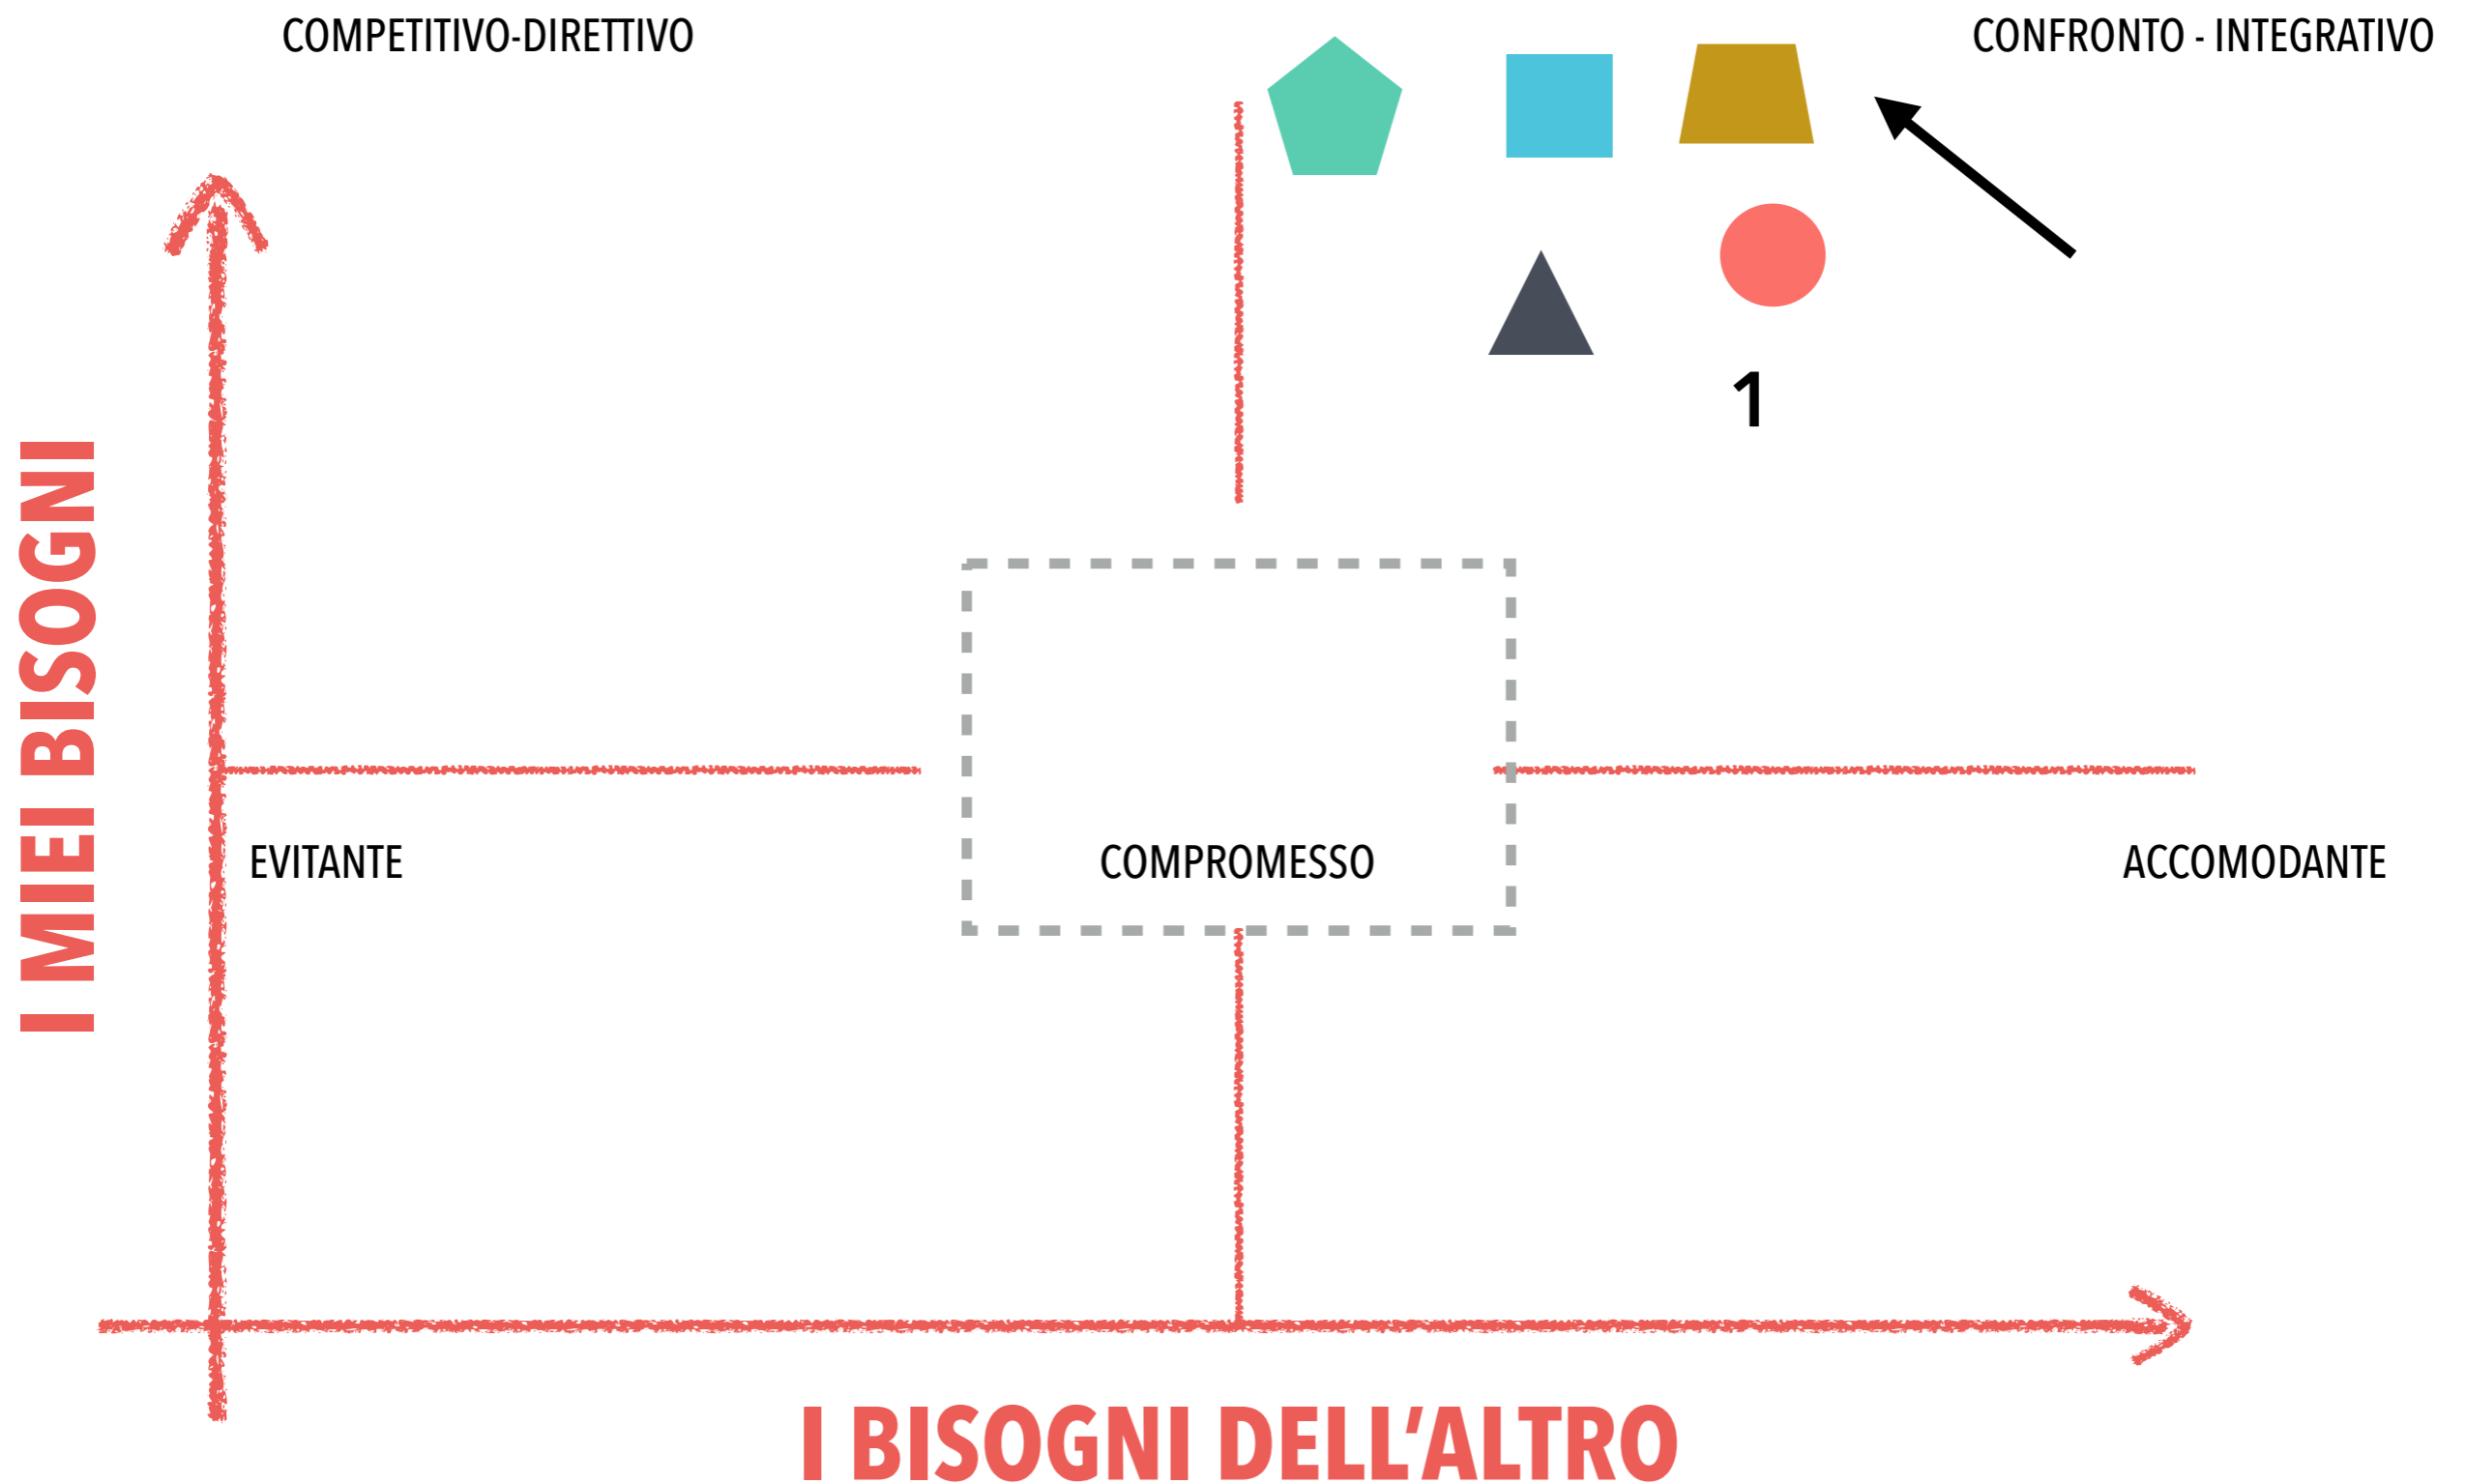 COMPETITIVO-DIRETTIVO
CONFRONTO - INTEGRATIVO
1
I MIEI BISOGNI
EVITANTE
COMPROMESSO
ACCOMODANTE
I BISOGNI DELL'ALTRO